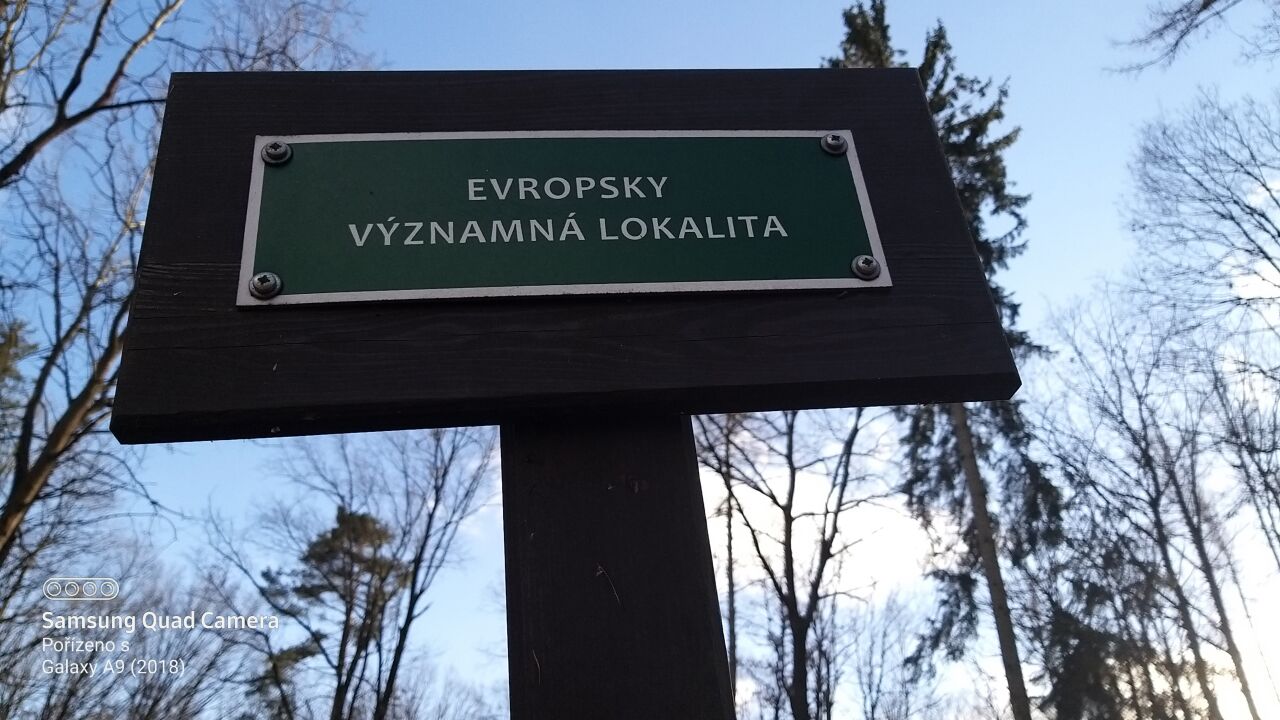 EVROPSKY
VÝZNAMNÁ LOKALITA
Samsung Quad Camera
Pořízeno s
Galaxy A9 (2018)